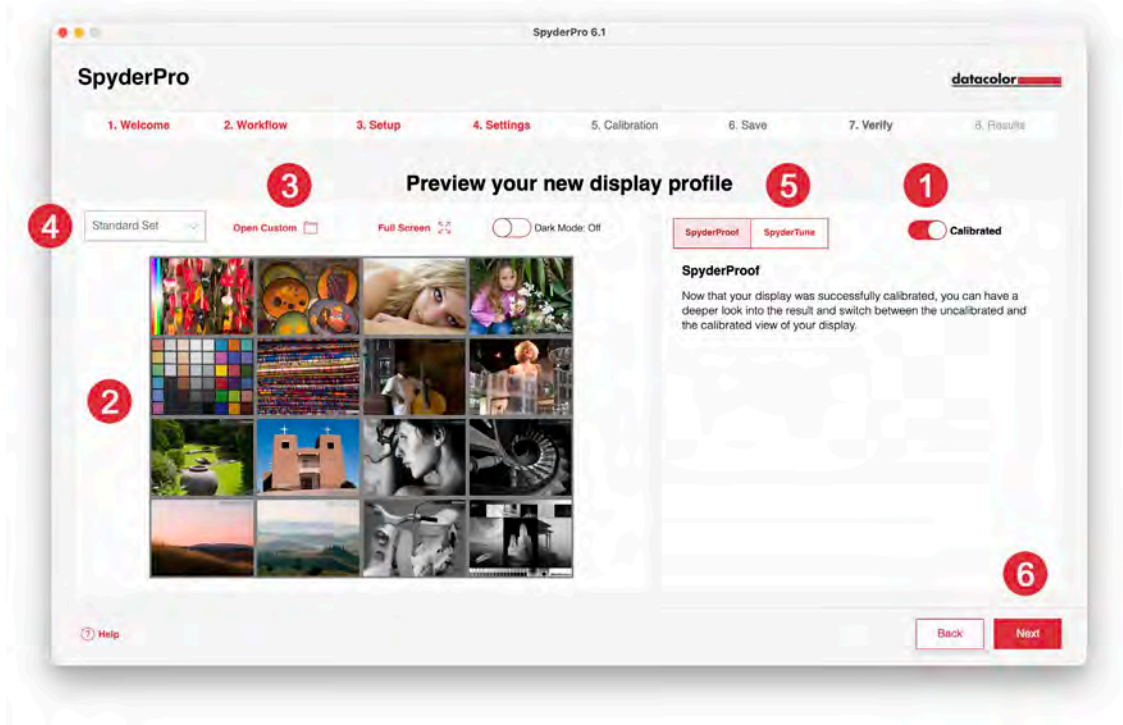 SpyderPro 6.1
SpyderPro
datacolor
1. Welcome 2. Workflow 3. Setup 4. Settings 5. Calibration 6. Save 7. Verify 8. Results
3 Preview your new display profile 5 1
4 Standard Set Open Custom Full Screen Dark Mode: Off SpyderProof SpyderTune Calibrated
SpyderProof
Now that your display was successfully calibrated, you can have a
deeper look into the result and switch between the uncalibrated and
the calibrated view of your display.
2
6
? Help Back Next